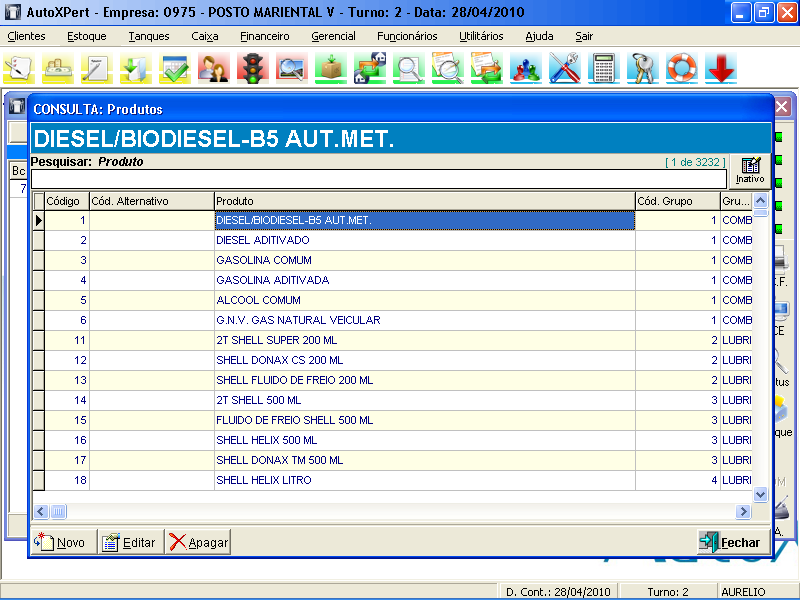 AutoXPert - Empresa: 0975 - POSTO MARIENTAL V - Turno: 2 - Data: 28/04/2010
Clientes Estoque Tanques Caixa Financeiro Gerencial Funcionários Utilitários Ajuda Sair
CONSULTA: Produtos
DIESEL/BIODIESEL-B5 AUT.MET.
Pesquisar: Produto [ 1 de 3232 ]
Inativo
Bc
7
Código Cód. Alternativo Produto Cód. Grupo Gru...
1 DIESEL/BIODIESEL-B5 AUT.MET. 1 COMB
2 DIESEL ADITIVADO 1 COMB
3 GASOLINA COMUM 1 COMB
4 GASOLINA ADITIVADA 1 COMB
5 ALCOOL COMUM 1 COMB
6 G.N.V. GAS NATURAL VEICULAR 1 COMB
11 2T SHELL SUPER 200 ML 2 LUBRI
12 SHELL DONAX CS 200 ML 2 LUBRI
13 SHELL FLUIDO DE FREIO 200 ML 2 LUBRI
14 2T SHELL 500 ML 3 LUBRI
15 FLUIDO DE FREIO SHELL 500 ML 3 LUBRI
16 SHELL HELIX 500 ML 3 LUBRI
17 SHELL DONAX TM 500 ML 3 LUBRI
18 SHELL HELIX LITRO 4 LUBRI
.F.
CE
tus
que
OM
A.
Novo Editar Apagar Fechar
D. Cont.: 28/04/2010 Turno: 2 AURELIO